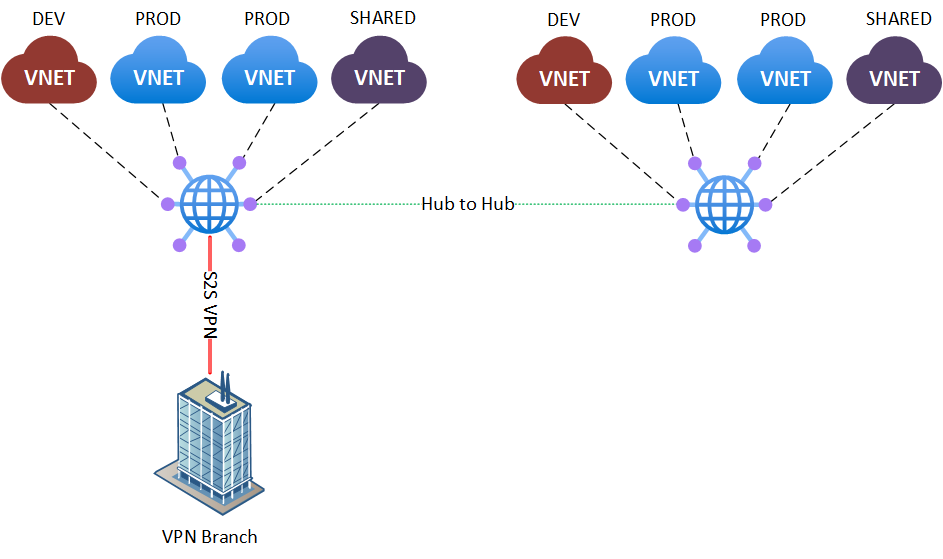 DEV PROD PROD SHARED DEV PROD PROD SHARED
VNET VNET VNET VNET VNET VNET VNET VNET
Hub to Hub
S2S VPN
VPN Branch